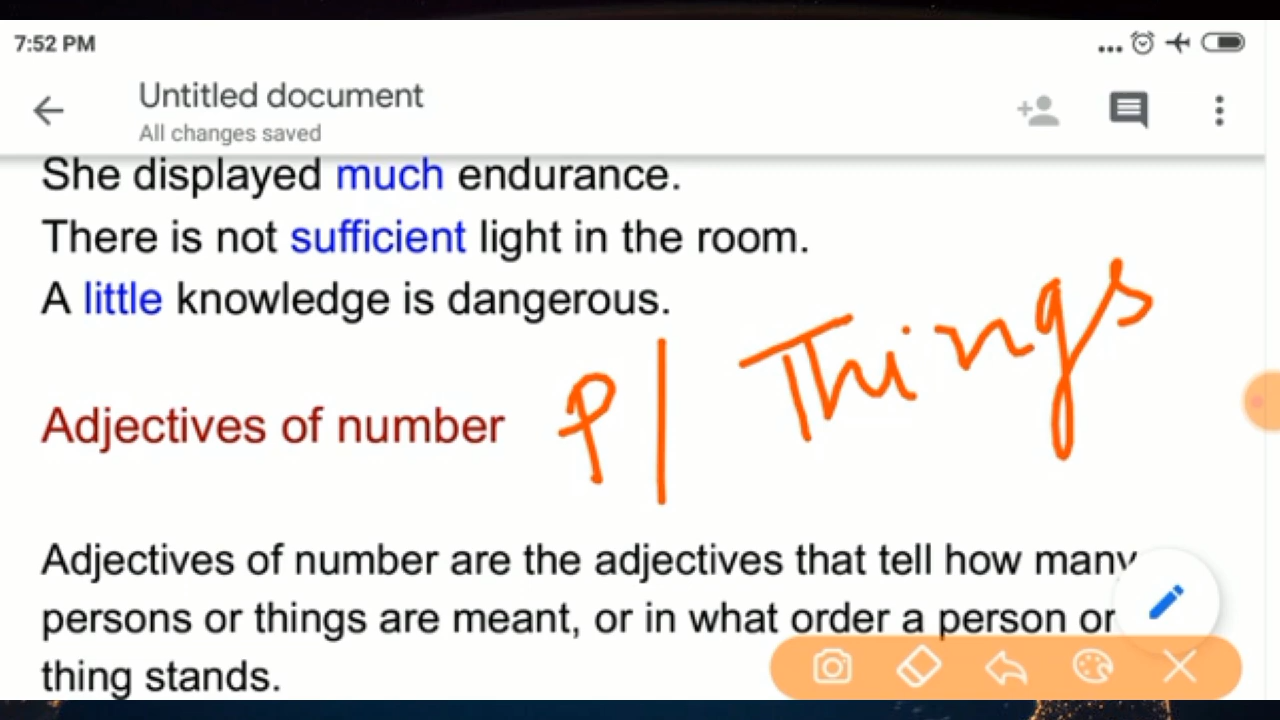 7:52 PM
Untitled document
All changes saved
She displayed much endurance.
There is not sufficient light in the room.
A little knowledge is dangerous.
Adjectives of number P/ Things
Adjectives of number are the adjectives that tell how many
persons or things are meant, or in what order a person or
thing stands.